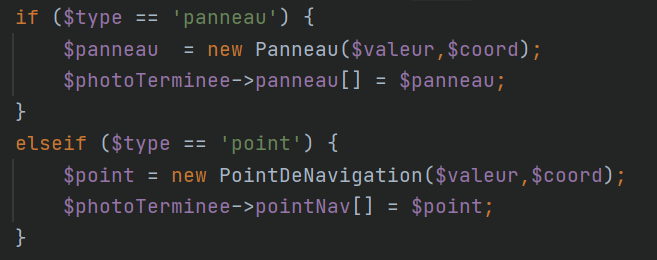 if ($type == 'panneau') {
    $panneau  = new Panneau($valeur,$coord);
    $photoTerminee->panneau[] = $panneau;
}
elseif ($type == 'point') {
    $point = new PointDeNavigation($valeur,$coord);
    $photoTerminee->pointNav[] = $point;
}